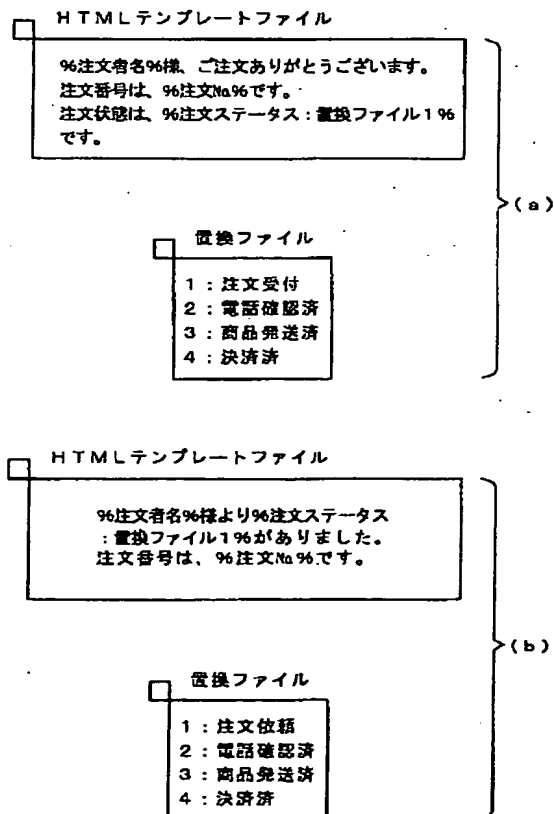 HTMLテンプレートファイル
%注文者名%様、ご注文ありがとうございます。
注文番号は、%注文No%です。
注文状態は、%注文ステータス：置換ファイル1%
です。
(a)
置換ファイル
1：注文受付
2：電話確認済
3：商品発送済
4：決済済
HTMLテンプレートファイル
%注文者名%様より%注文ステータス
：置換ファイル1%がありました。
注文番号は、%注文No%です。
(b)
置換ファイル
1：注文依頼
2：電話確認済
3：商品発送済
4：決済済